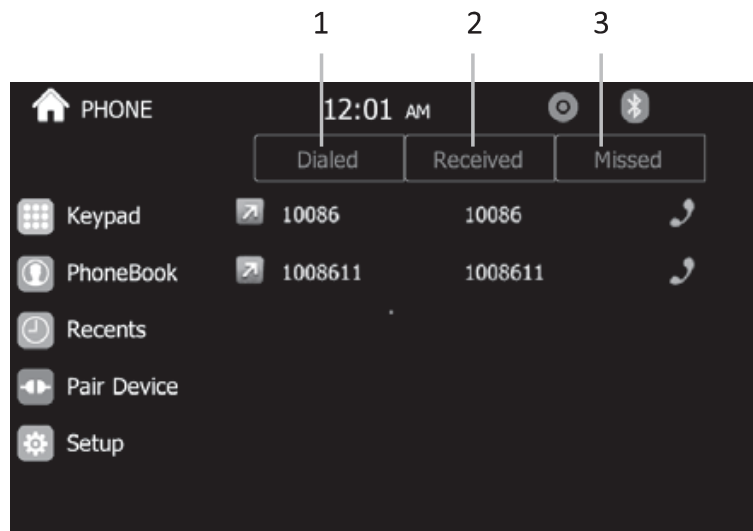 1 2 3
PHONE 12:01 AM
Dialed Received Missed
Keypad 10086 10086
PhoneBook 1008611 1008611
Recents
Pair Device
Setup